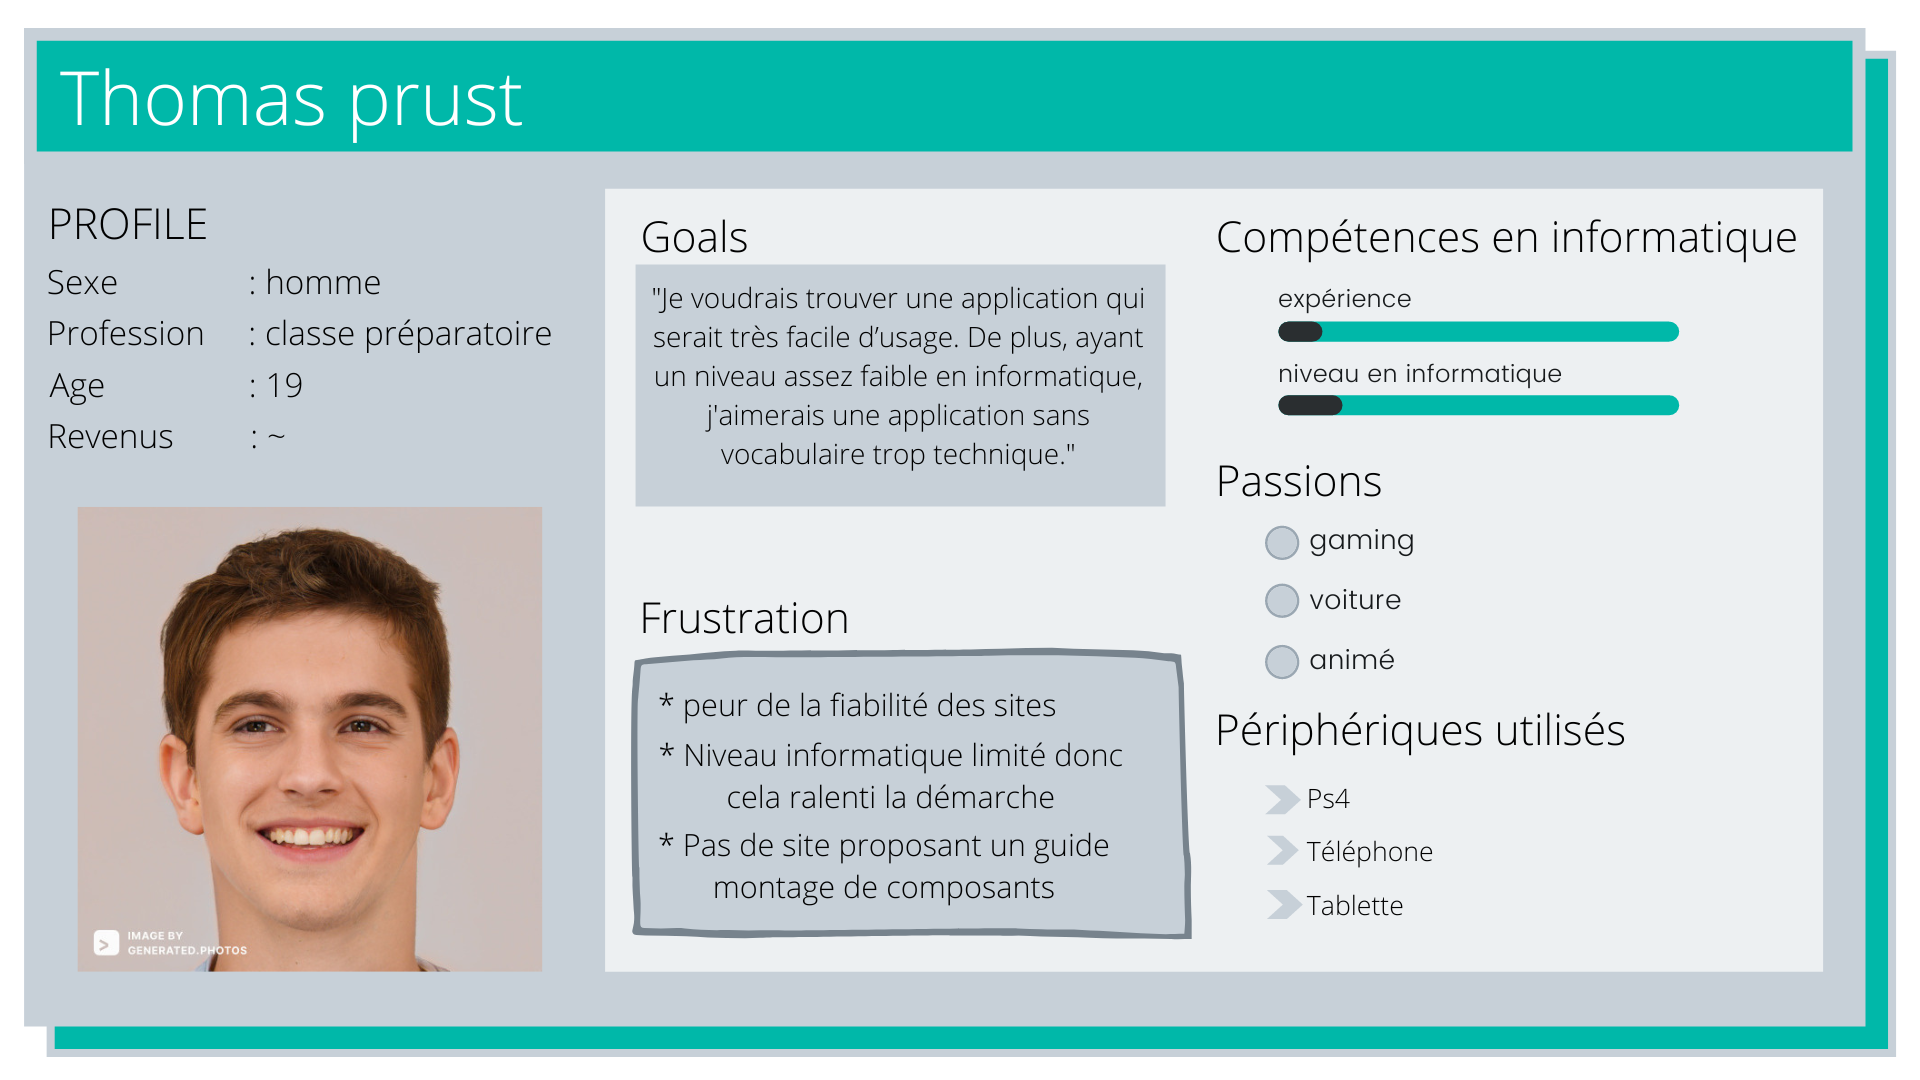 Thomas prust
PROFILE
Sexe : homme
Profession : classe préparatoire
Age : 19
Revenus : ~
IMAGE BY
GENERATED.PHOTOS
Goals
"Je voudrais trouver une application qui
serait très facile d’usage. De plus, ayant
un niveau assez faible en informatique,
j'aimerais une application sans
vocabulaire trop technique."
Frustration
* peur de la fiabilité des sites
* Niveau informatique limité donc
cela ralenti la démarche
* Pas de site proposant un guide
montage de composants
Compétences en informatique
expérience
niveau en informatique
Passions
gaming
voiture
animé
Périphériques utilisés
Ps4
Téléphone
Tablette